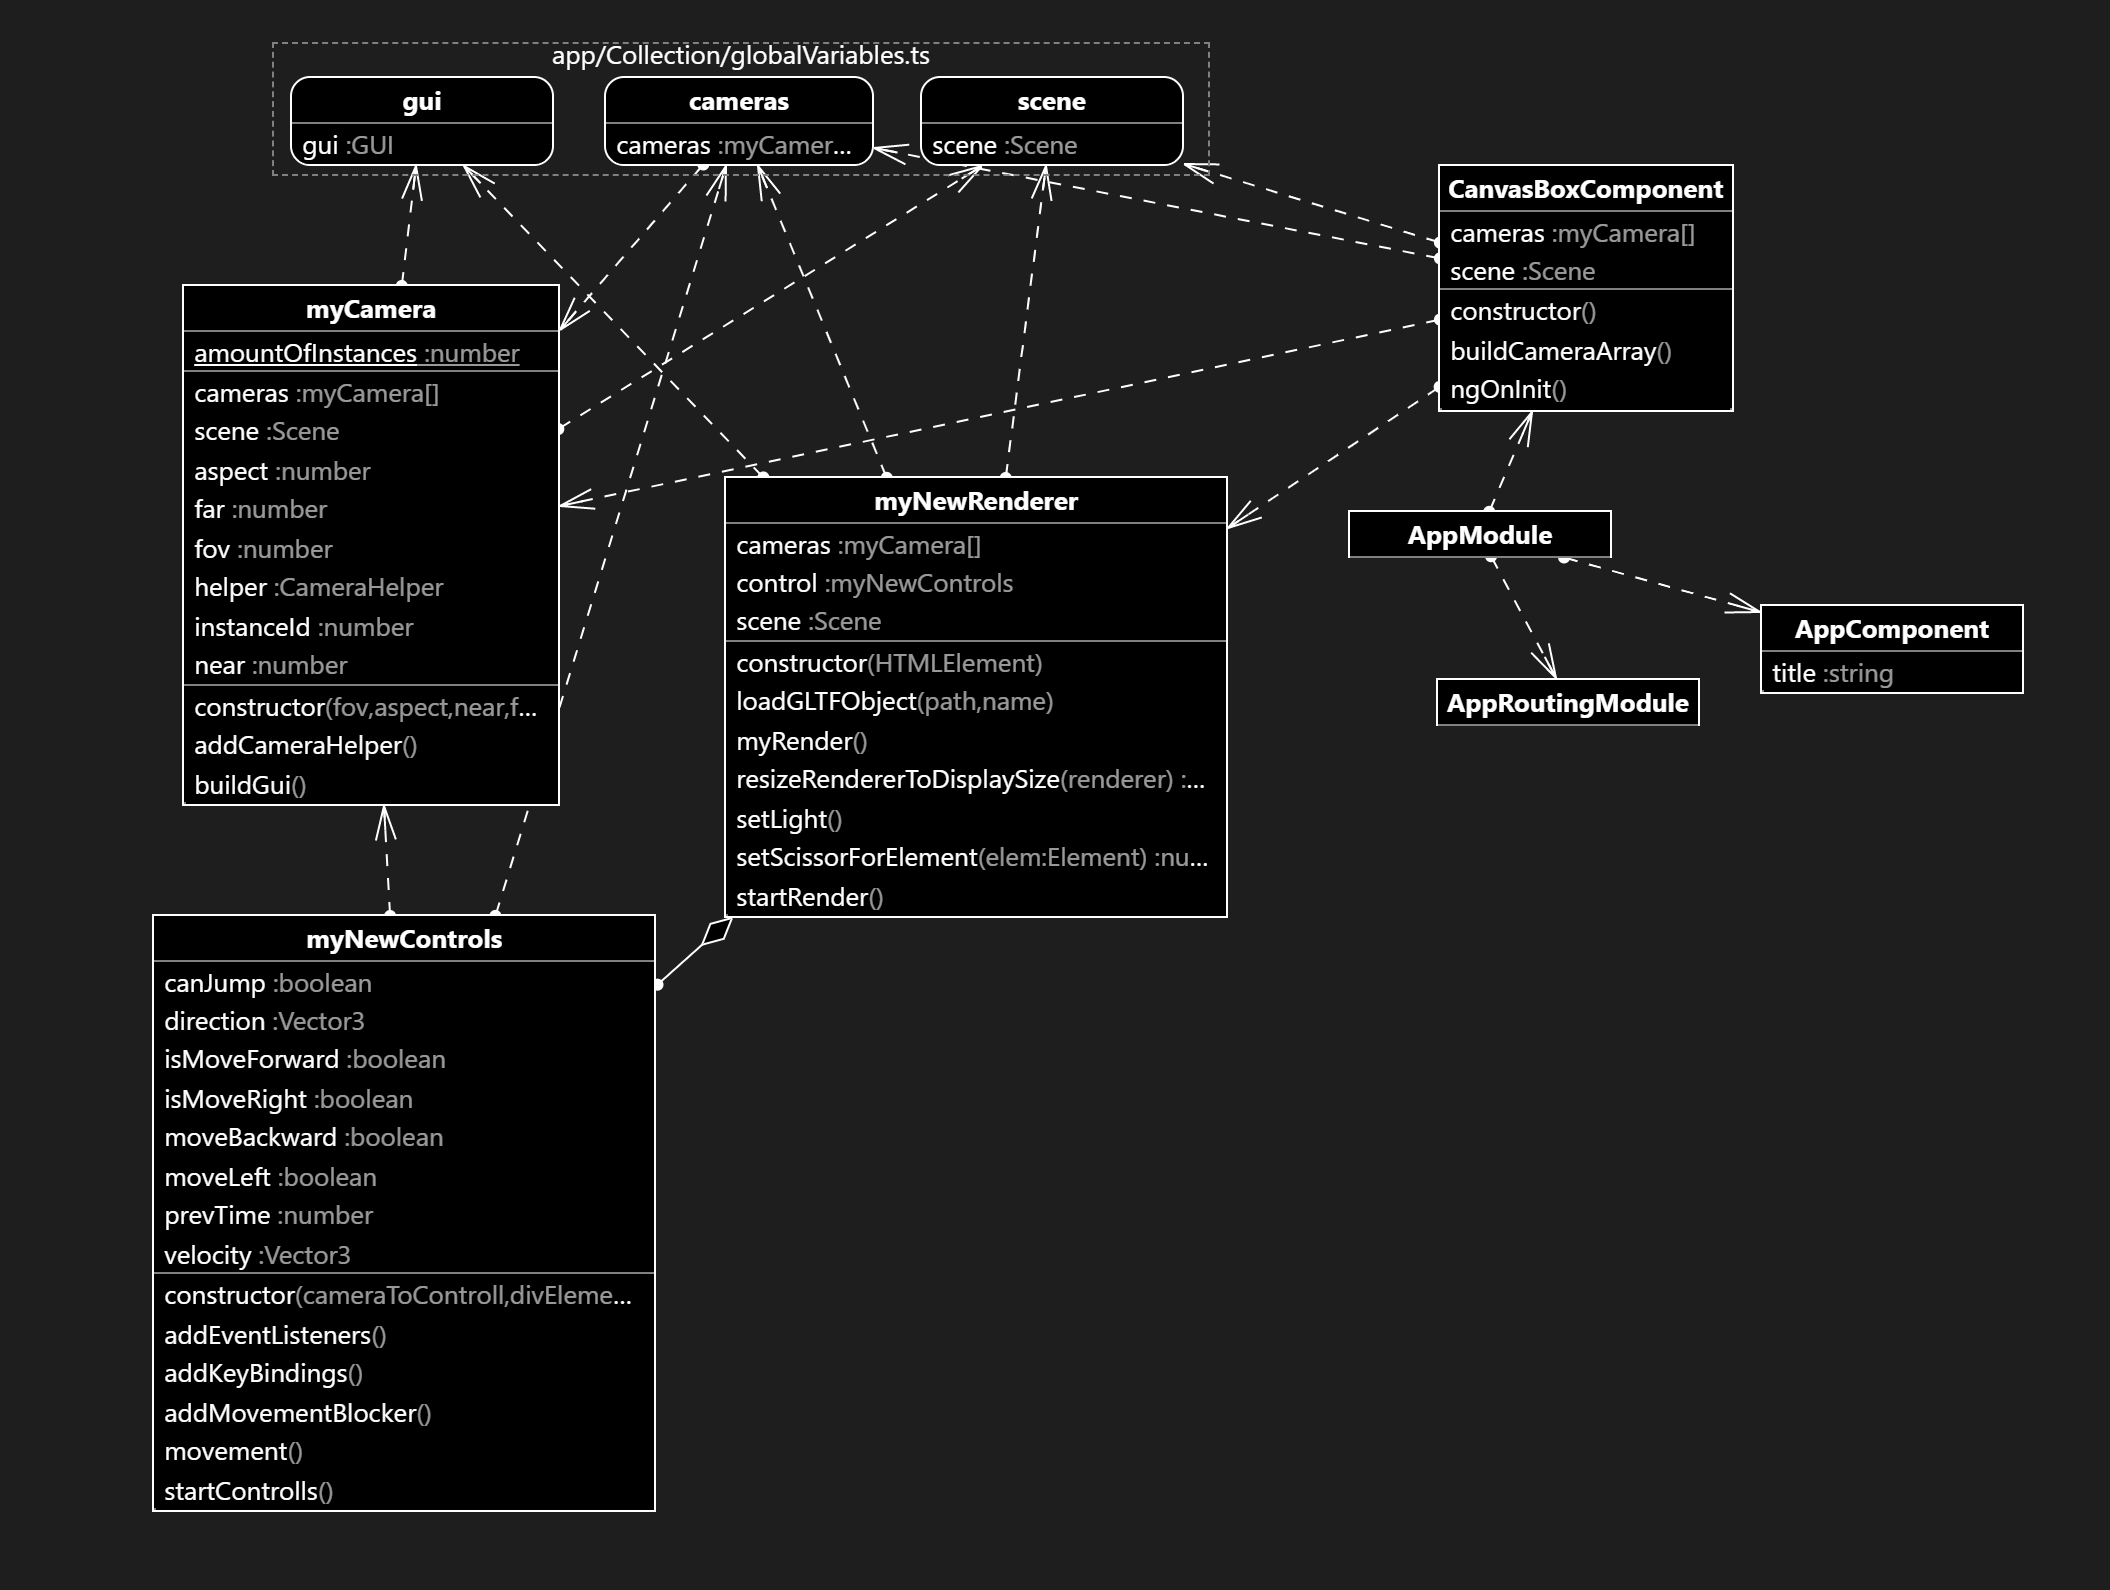 app/Collection/globalVariables.ts
gui
gui :GUI
cameras
cameras :myCamer...
scene
scene :Scene
CanvasBoxComponent
cameras :myCamera[]
scene :Scene
constructor()
buildCameraArray()
ngOnInit()
myCamera
amountOfInstances :number
cameras :myCamera[]
scene :Scene
aspect :number
far :number
fov :number
helper :CameraHelper
instanceId :number
near :number
constructor(fov,aspect,near,f...
addCameraHelper()
buildGui()
myNewRenderer
cameras :myCamera[]
control :myNewControls
scene :Scene
constructor(HTMLElement)
loadGLTFObject(path,name)
myRender()
resizeRendererToDisplaySize(renderer) :...
setLight()
setScissorForElement(elem:Element) :nu...
startRender()
AppModule
AppComponent
title :string
AppRoutingModule
myNewControls
canJump :boolean
direction :Vector3
isMoveForward :boolean
isMoveRight :boolean
moveBackward :boolean
moveLeft :boolean
prevTime :number
velocity :Vector3
constructor(cameraToControll,divEleme...
addEventListeners()
addKeyBindings()
addMovementBlocker()
movement()
startControlls()